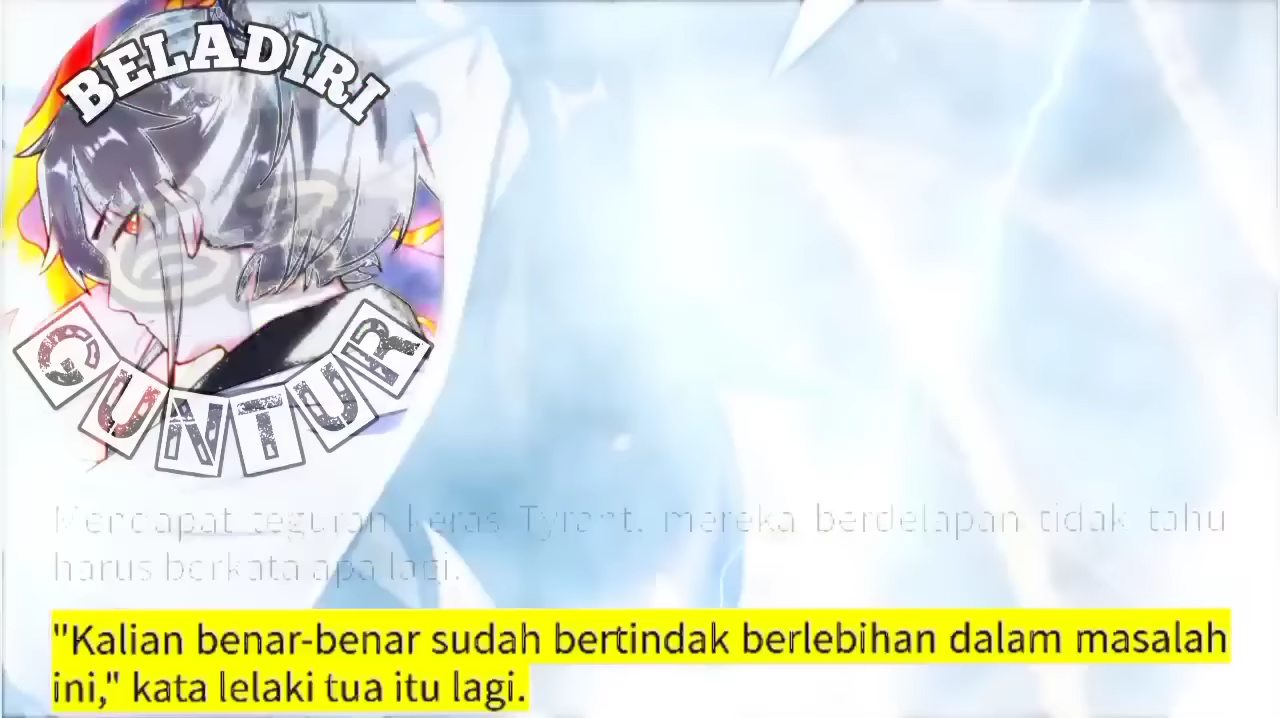 BELADIRI
GUNTUR
Mendapat teguran keras Tyrant, mereka berdelapan tidak tahu
harus berkata apa lagi.
"Kalian benar-benar sudah bertindak berlebihan dalam masalah
ini," kata lelaki tua itu lagi.